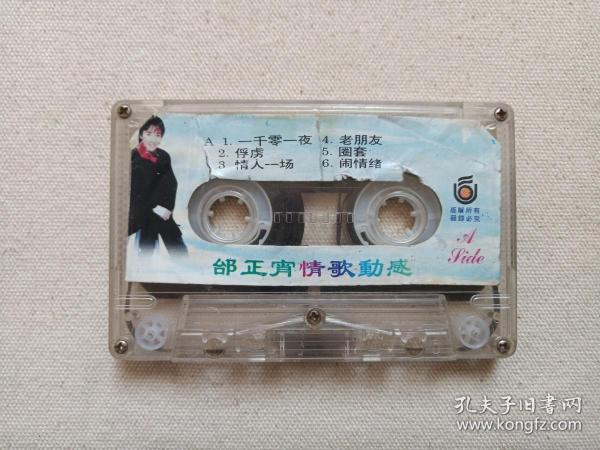 A 1. 一千零一夜 4. 老朋友
2. 俘虏 5. 圈套
3. 情人一场 6. 闹情绪
版權所有
翻錄必究
A
Side
邰正宵情歌動感
孔夫子旧书网
www.kongfz.com